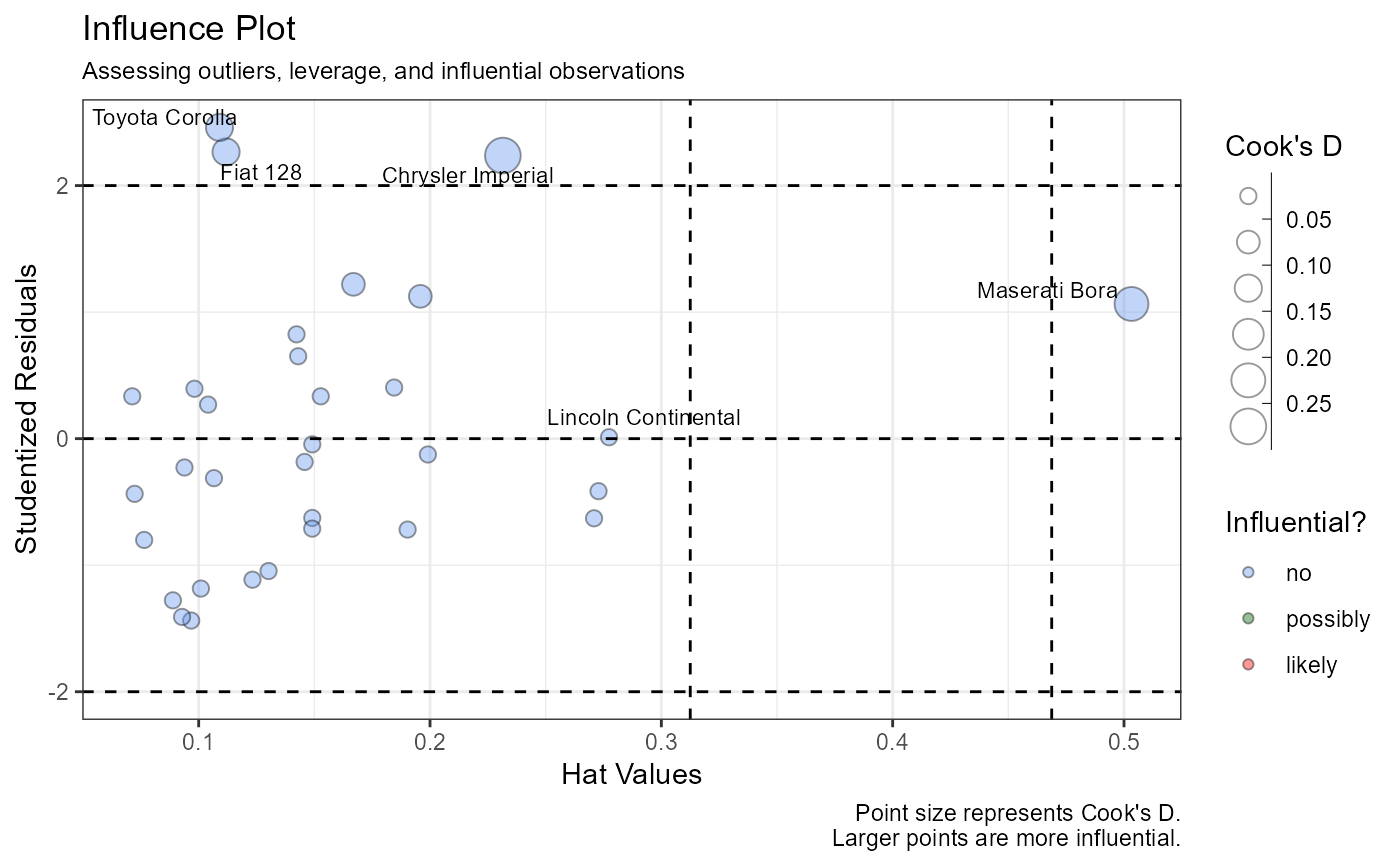 Influence Plot
Assessing outliers, leverage, and influential observations
Toyota Corolla
Fiat 128
Chrysler Imperial
Maserati Bora
Lincoln Continental
2
0
-2
Studentized Residuals
0.1 0.2 0.3 0.4 0.5
Hat Values
Cook's D
0.05
0.10
0.15
0.20
0.25
Influential?
no
possibly
likely
Point size represents Cook's D.
Larger points are more influential.